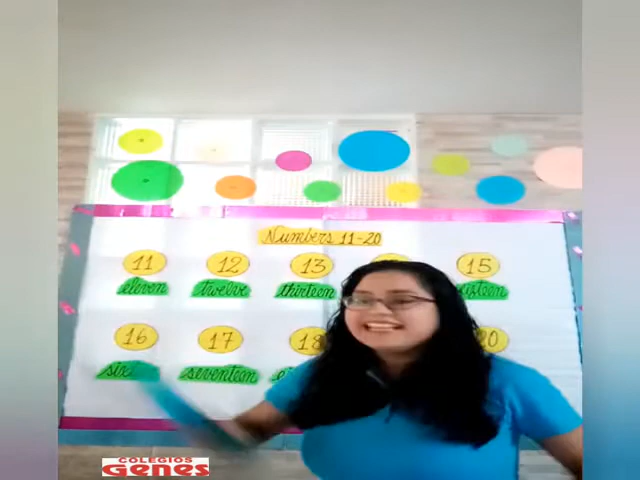 Numbers 11-20
11 12 13 15
eleven twelve thirteen
16 17 18 20
seventeen
COLEGIOS
Genes